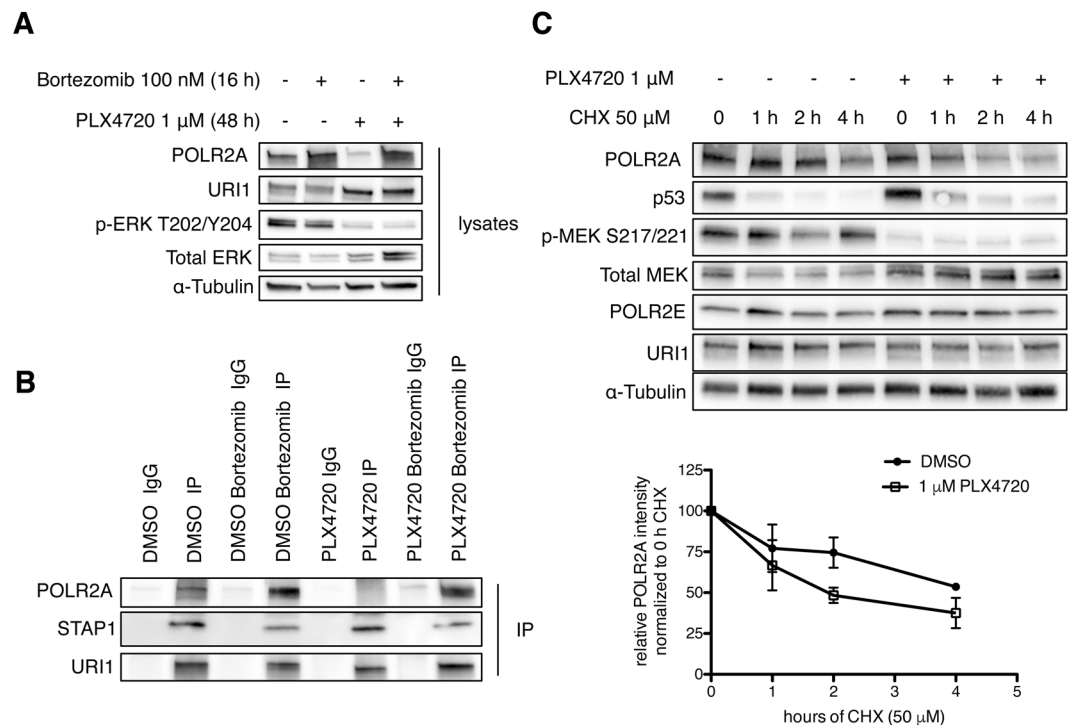 A
Bortezomib 100 nM (16 h) - + - +
PLX4720 1 μM (48 h) - - + +
POLR2A
URI1
p-ERK T202/Y204
Total ERK
α-Tubulin
lysates
B
DMSO IgG
DMSO IP
DMSO Bortezomib IgG
DMSO Bortezomib IP
PLX4720 IgG
PLX4720 IP
PLX4720 Bortezomib IgG
PLX4720 Bortezomib IP
POLR2A
STAP1
URI1
IP
C
PLX4720 1 μM - - - - + + + +
CHX 50 μM 0 1 h 2 h 4 h 0 1 h 2 h 4 h
POLR2A
p53
p-MEK S217/221
Total MEK
POLR2E
URI1
α-Tubulin
DMSO
1 μM PLX4720
relative POLR2A intensity
normalized to 0 h CHX
125
100
75
50
25
0
0 1 2 3 4 5
hours of CHX (50 μM)